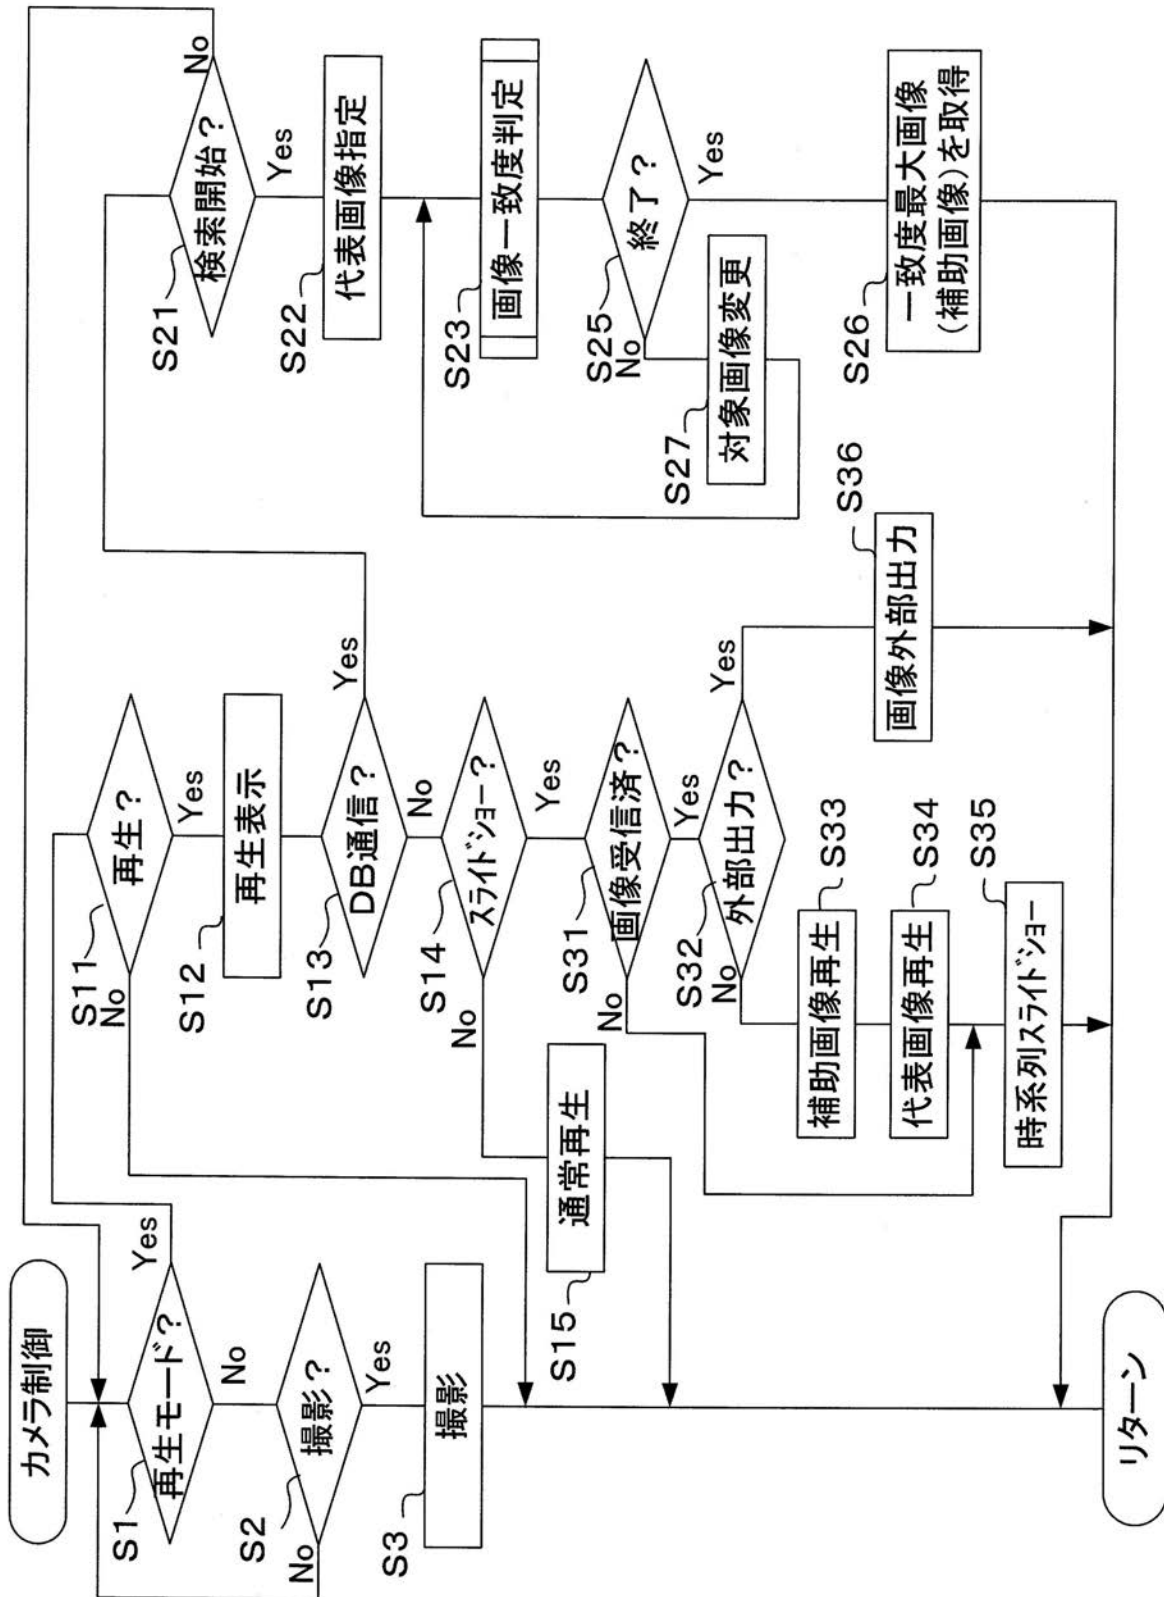 カメラ制御
S1
再生モード?
Yes
No
S2
撮影?
No
Yes
S3
撮影
リターン
S11
再生?
No
Yes
S12
再生表示
S13
DB通信?
Yes
No
S14
スライドショー?
No
Yes
S15
通常再生
S31
画像受信済?
No
Yes
S32
外部出力?
No
Yes
S33
補助画像再生
S34
代表画像再生
S35
時系列スライドショー
S36
画像外部出力
S21
検索開始?
No
Yes
S22
代表画像指定
S23
画像一致度判定
S25
終了?
No
Yes
S27
対象画像変更
S26
一致度最大画像
(補助画像)を取得